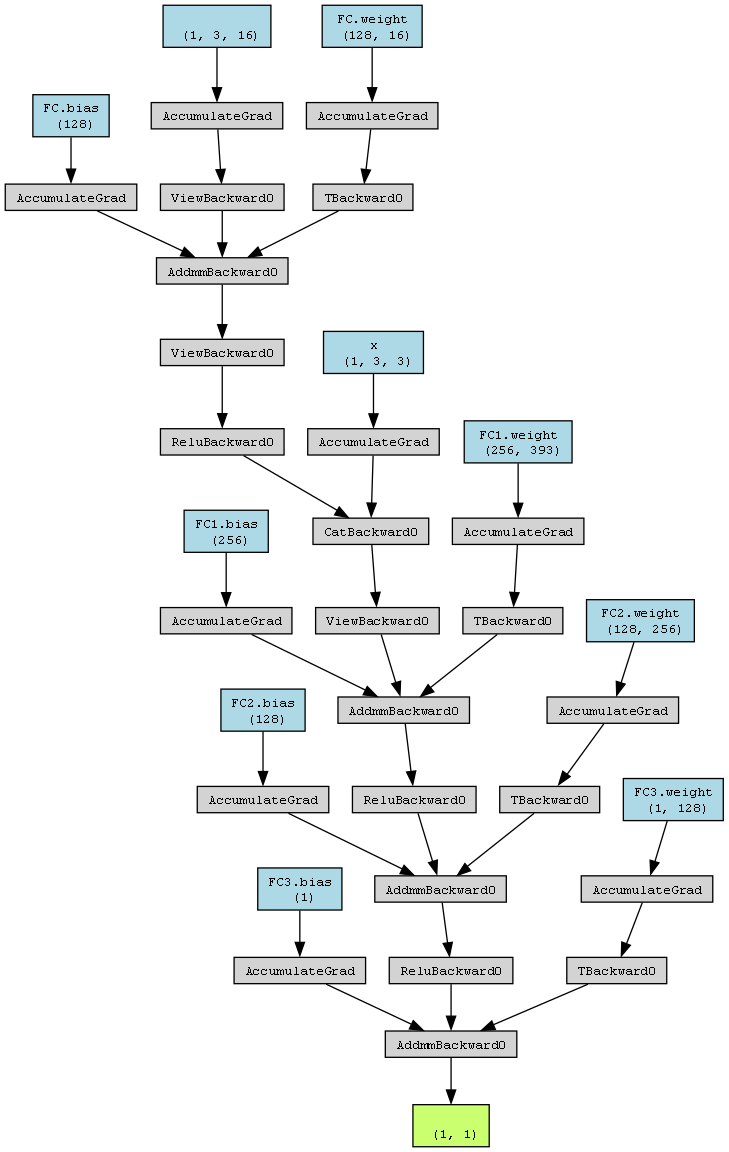 (1, 3, 16)
FC.weight
(128, 16)
FC.bias
(128)
AccumulateGrad
AccumulateGrad
AccumulateGrad
ViewBackward0
TBackward0
AddmmBackward0
ViewBackward0
x
(1, 3, 3)
ReluBackward0
AccumulateGrad
FC1.weight
(256, 393)
FC1.bias
(256)
CatBackward0
AccumulateGrad
AccumulateGrad
ViewBackward0
TBackward0
FC2.weight
(128, 256)
FC2.bias
(128)
AddmmBackward0
AccumulateGrad
AccumulateGrad
ReluBackward0
TBackward0
FC3.weight
(1, 128)
FC3.bias
(1)
AddmmBackward0
AccumulateGrad
AccumulateGrad
ReluBackward0
TBackward0
AddmmBackward0
(1, 1)